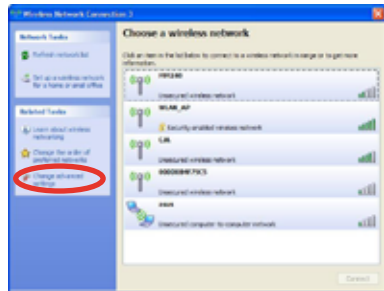 Wireless Network Connection 3
Network Tasks
Refresh network list
Set up a wireless network
for a home or small office
Related Tasks
Learn about wireless
networking
Change the order of
preferred networks
Change advanced
settings
Choose a wireless network
Click an item in the list below to connect to a wireless network in range or to get more
information.
Unsecured wireless network
WLAN_AP
Security-enabled wireless network
Unsecured wireless network
Unsecured wireless network
Unsecured computer-to-computer network
Connect